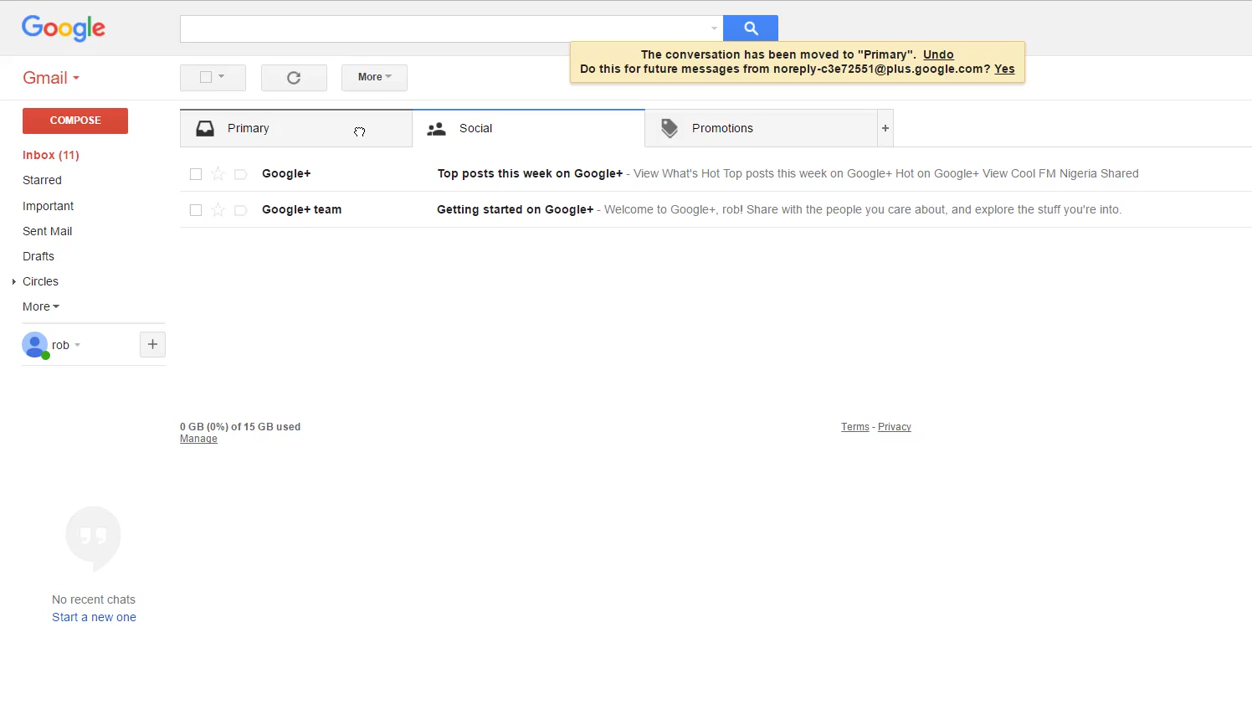 Google
The conversation has been moved to "Primary". Undo
Do this for future messages from noreply-c3e72551@plus.google.com? Yes
Gmail
More
COMPOSE
Primary
Social
Promotions
+
Inbox (11)
Starred
Important
Sent Mail
Drafts
Circles
More
rob
+
Google+ Top posts this week on Google+ - View What's Hot Top posts this week on Google+ Hot on Google+ View Cool FM Nigeria Shared
Google+ team Getting started on Google+ - Welcome to Google+, rob! Share with the people you care about, and explore the stuff you're into.
0 GB (0%) of 15 GB used
Manage
Terms - Privacy
No recent chats
Start a new one